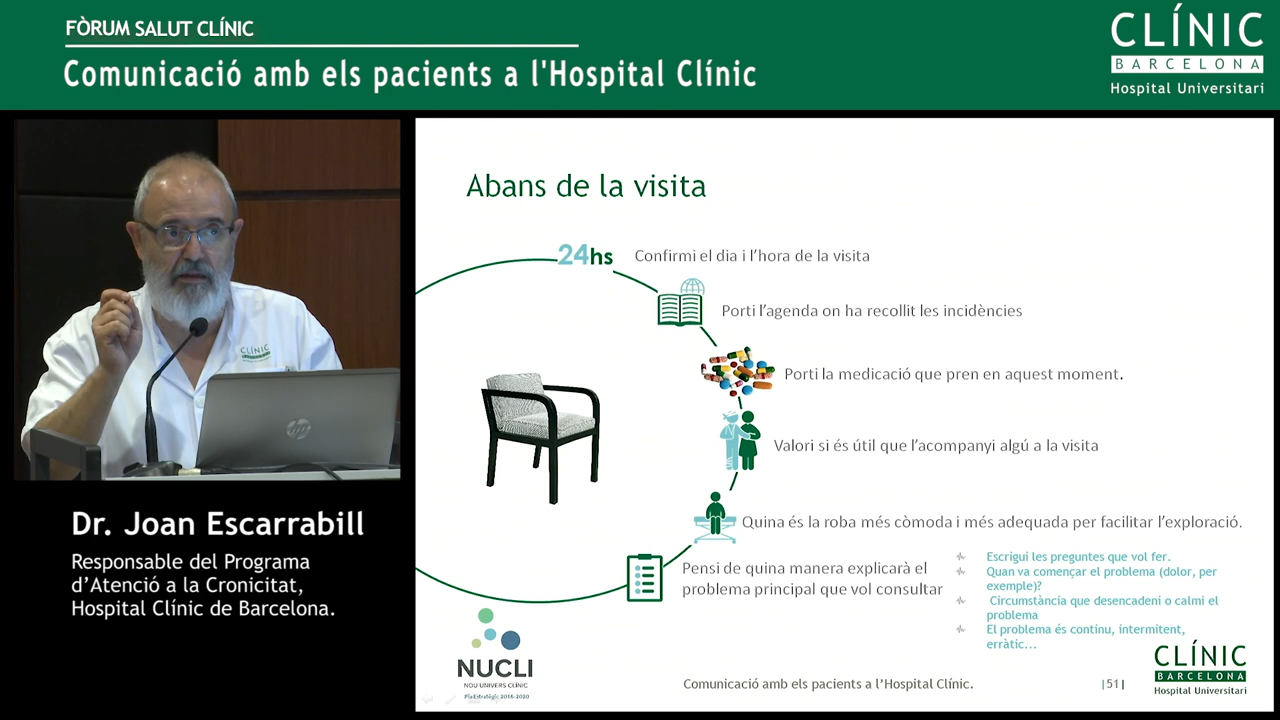 FÒRUM SALUT CLÍNIC
Comunicació amb els pacients a l'Hospital Clínic
CLÍNIC
BARCELONA
Hospital Universitari
Abans de la visita
24hs
Confirmi el dia i l'hora de la visita
Porti l'agenda on ha recollit les incidències
Porti la medicació que pren en aquest moment.
Valori si és útil que l'acompanyi algú a la visita
Quina és la roba més còmoda i més adequada per facilitar l'exploració.
Pensi de quina manera explicarà el
problema principal que vol consultar
Escrigui les preguntes que vol fer.
Quan va començar el problema (dolor, per
exemple)?
Circumstància que desencadeni o calmi el
problema
El problema és continu, intermitent,
erràtic...
CLÍNIC
hp
Dr. Joan Escarrabill
Responsable del Programa
d'Atenció a la Cronicitat,
Hospital Clínic de Barcelona.
NUCLI
NOU UNIVERS CLÍNIC
Pla Estratègic 2016-2020
Comunicació amb els pacients a l'Hospital Clínic.
|51|
CLÍNIC
BARCELONA
Hospital Universitari